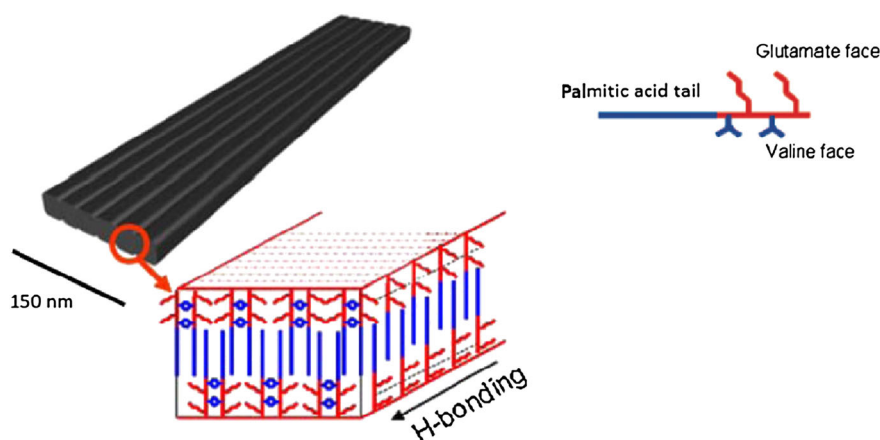 Glutamate face
Palmitic acid tail
Valine face
150 nm
H-bonding